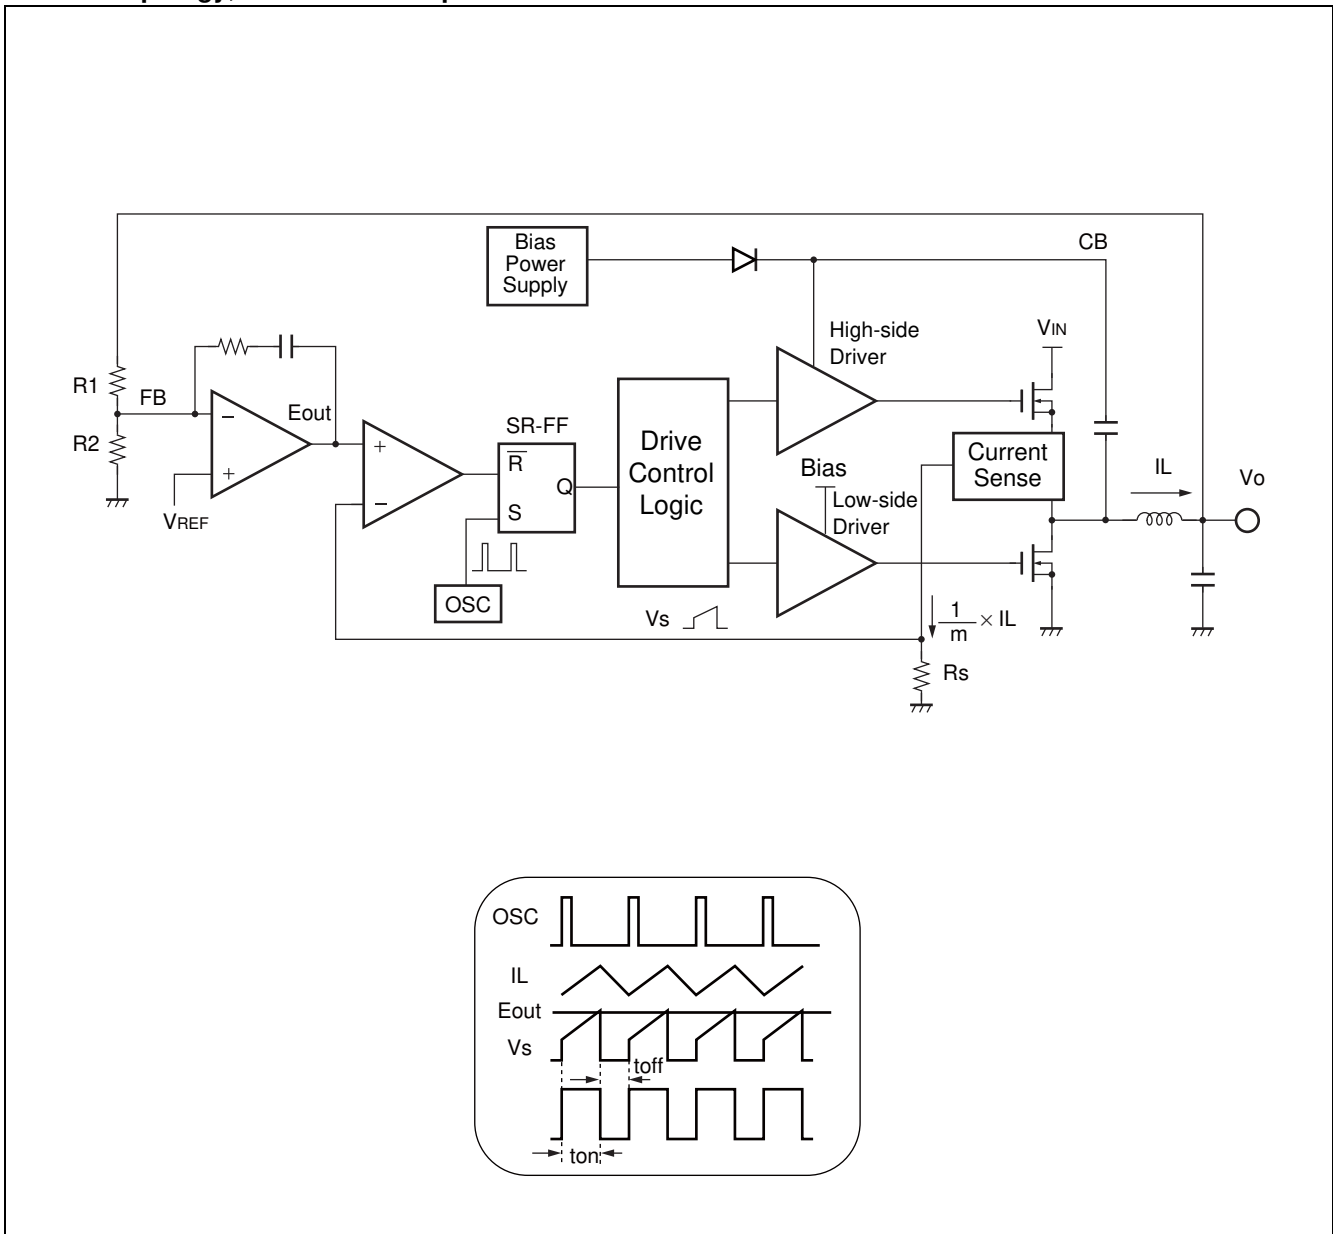 Bias
Power
Supply
CB
High-side
Driver
VIN
R1
FB
Eout
−
+
R2
VREF
+
−
SR-FF
R
Q
S
OSC
Drive
Control
Logic
Bias
Low-side
Driver
Current
Sense
IL
Vo
Vs
1
m
× IL
Rs
OSC
IL
Eout
Vs
toff
ton